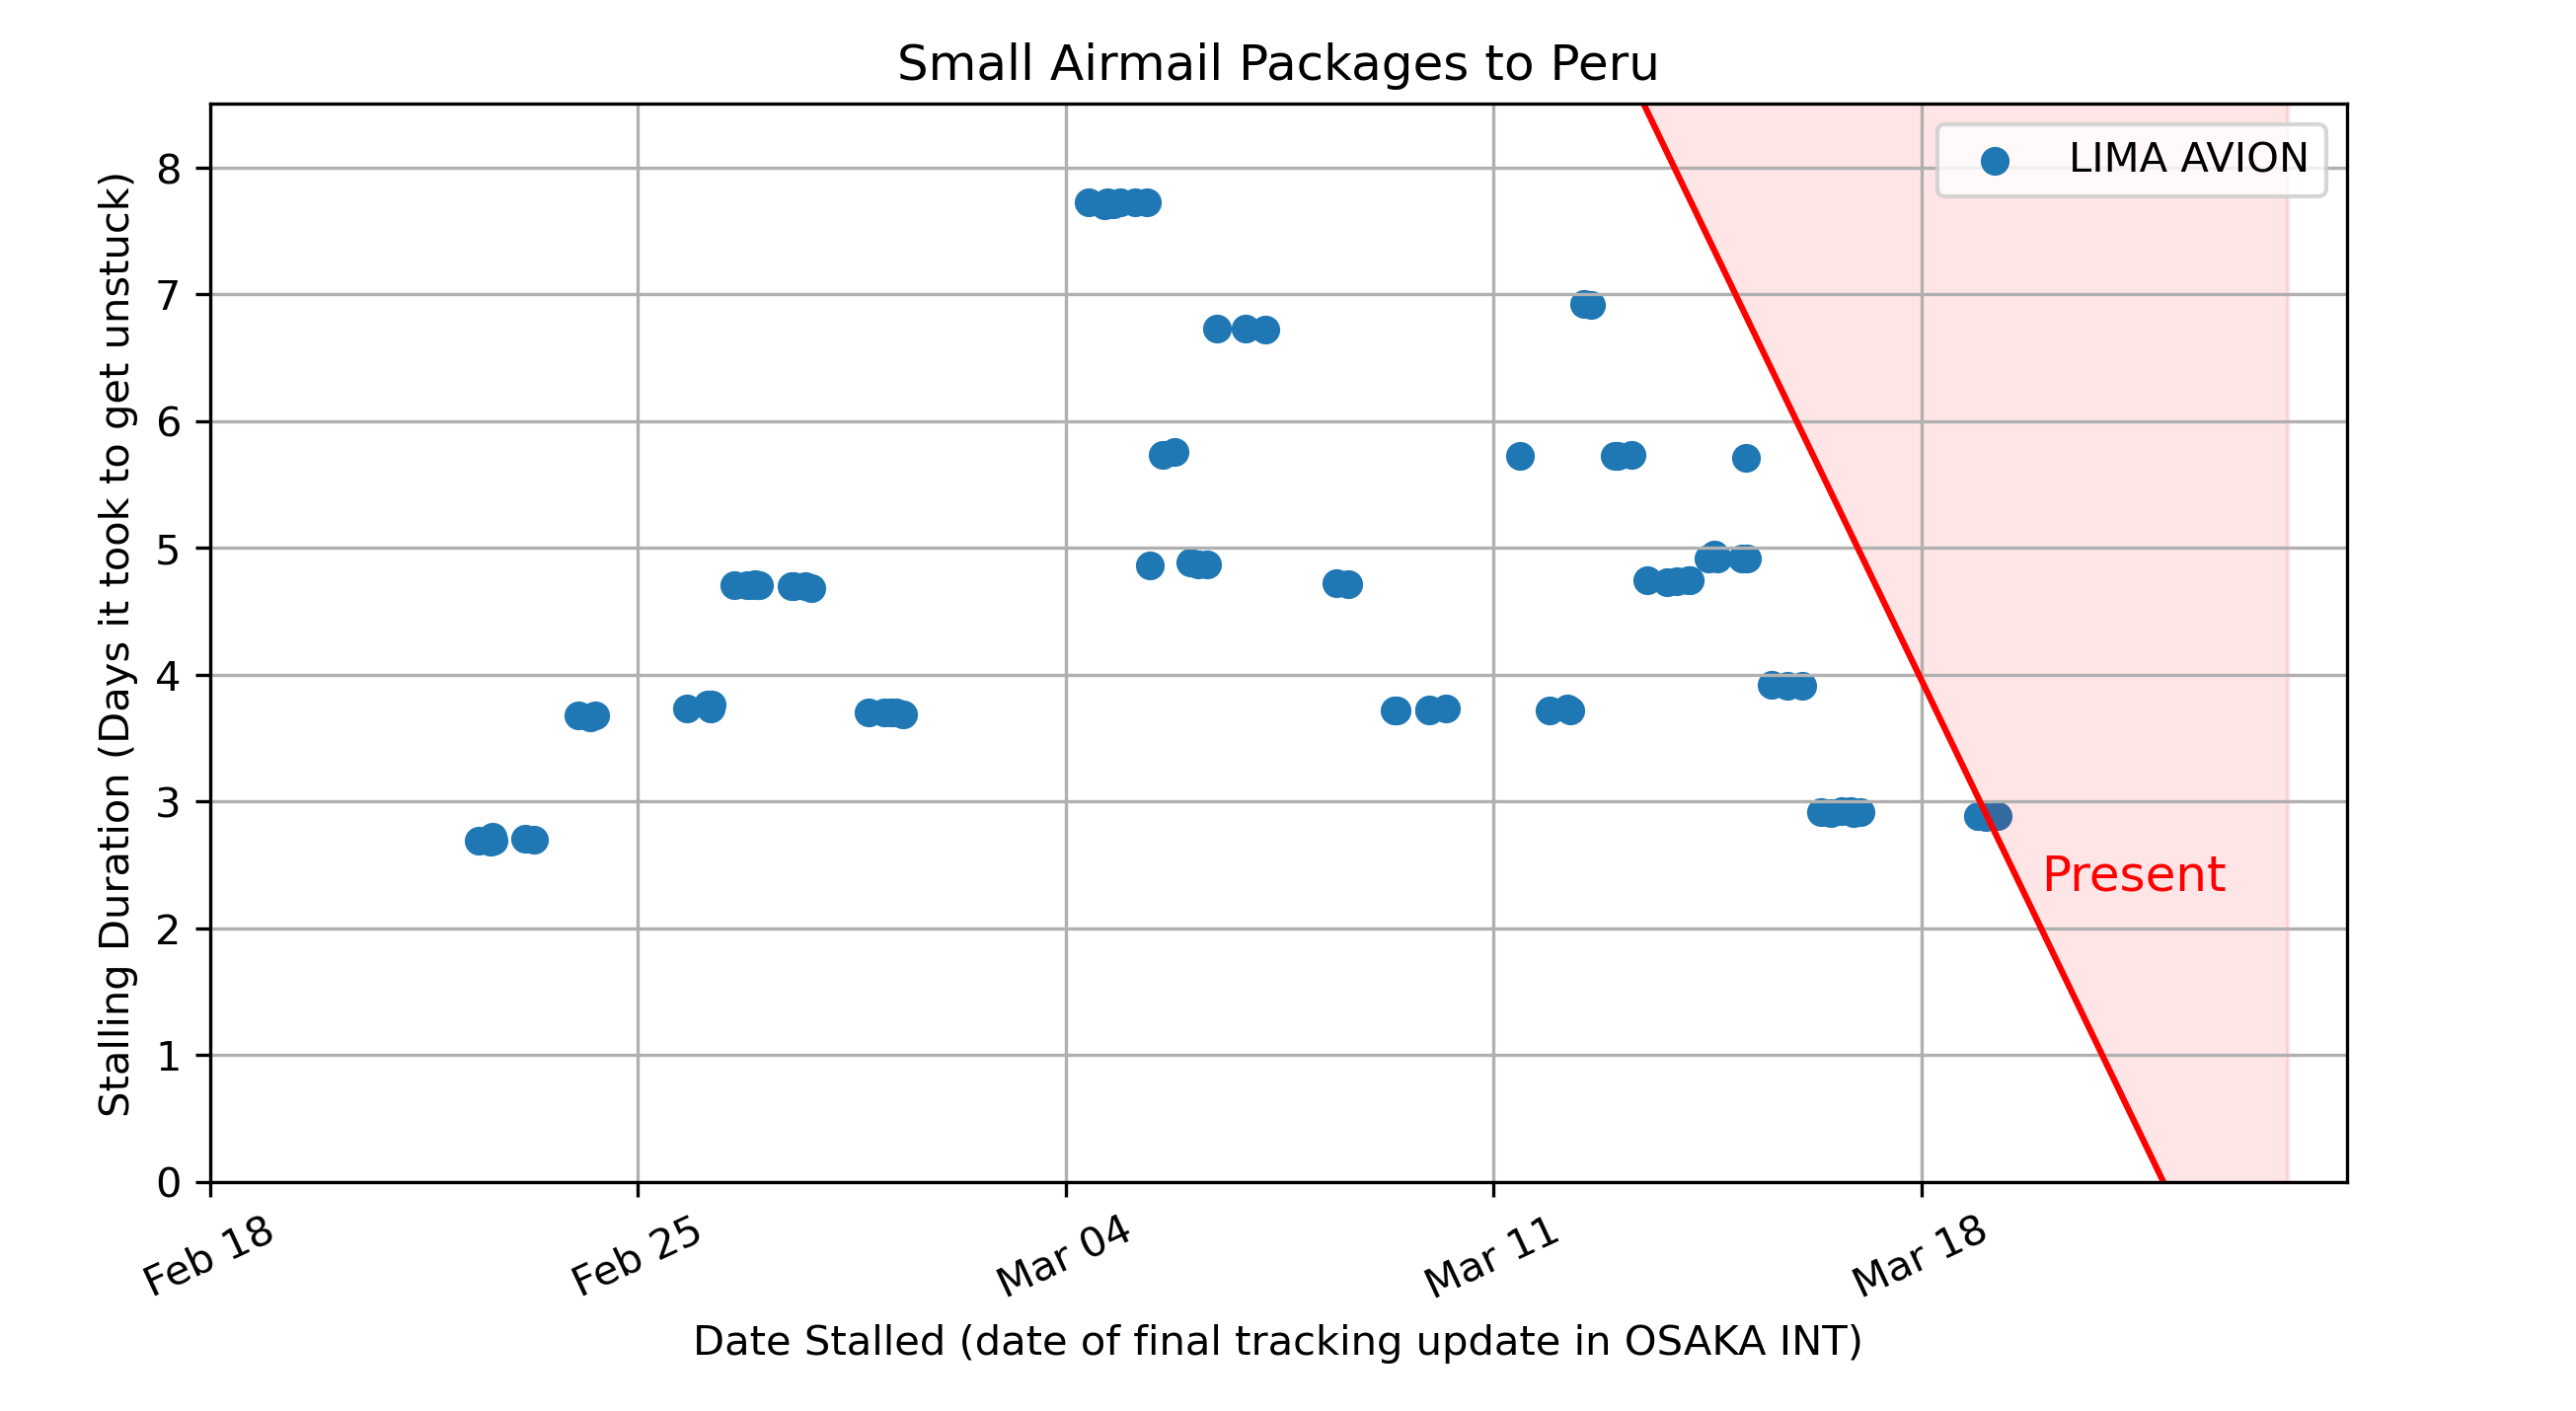 Small Airmail Packages to Peru
LIMA AVION
Stalling Duration (Days it took to get unstuck)
8
7
6
5
4
3
2
1
0
Present
Feb 18
Feb 25
Mar 04
Mar 11
Mar 18
Date Stalled (date of final tracking update in OSAKA INT)